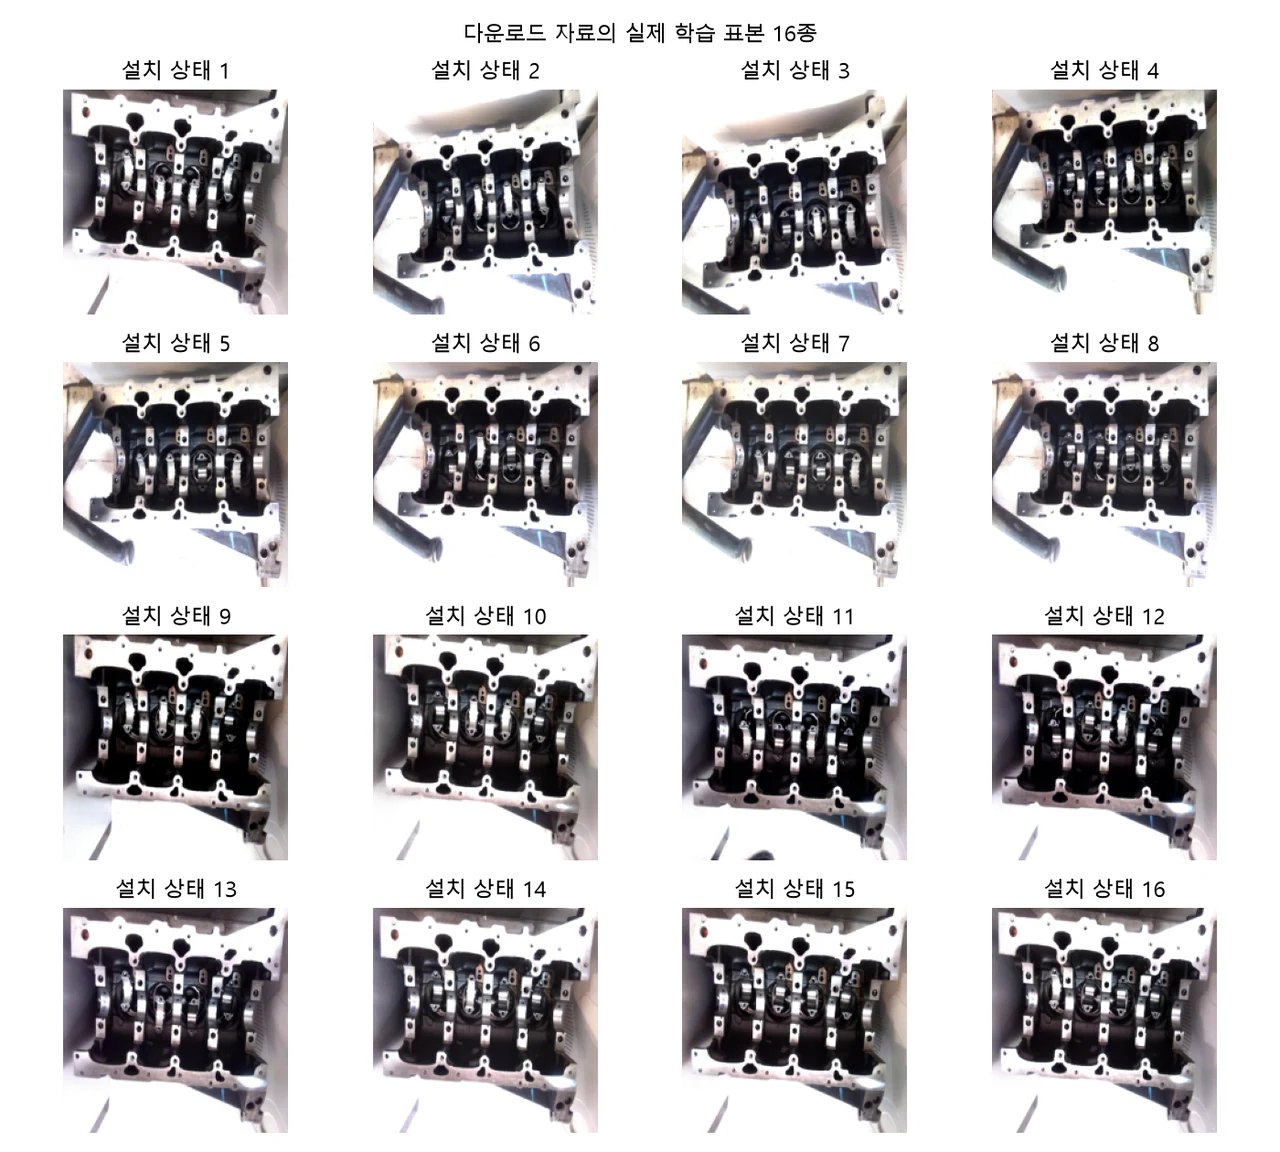 다운로드 자료의 실제 학습 표본 16종
설치 상태 1
설치 상태 2
설치 상태 3
설치 상태 4
설치 상태 5
설치 상태 6
설치 상태 7
설치 상태 8
설치 상태 9
설치 상태 10
설치 상태 11
설치 상태 12
설치 상태 13
설치 상태 14
설치 상태 15
설치 상태 16